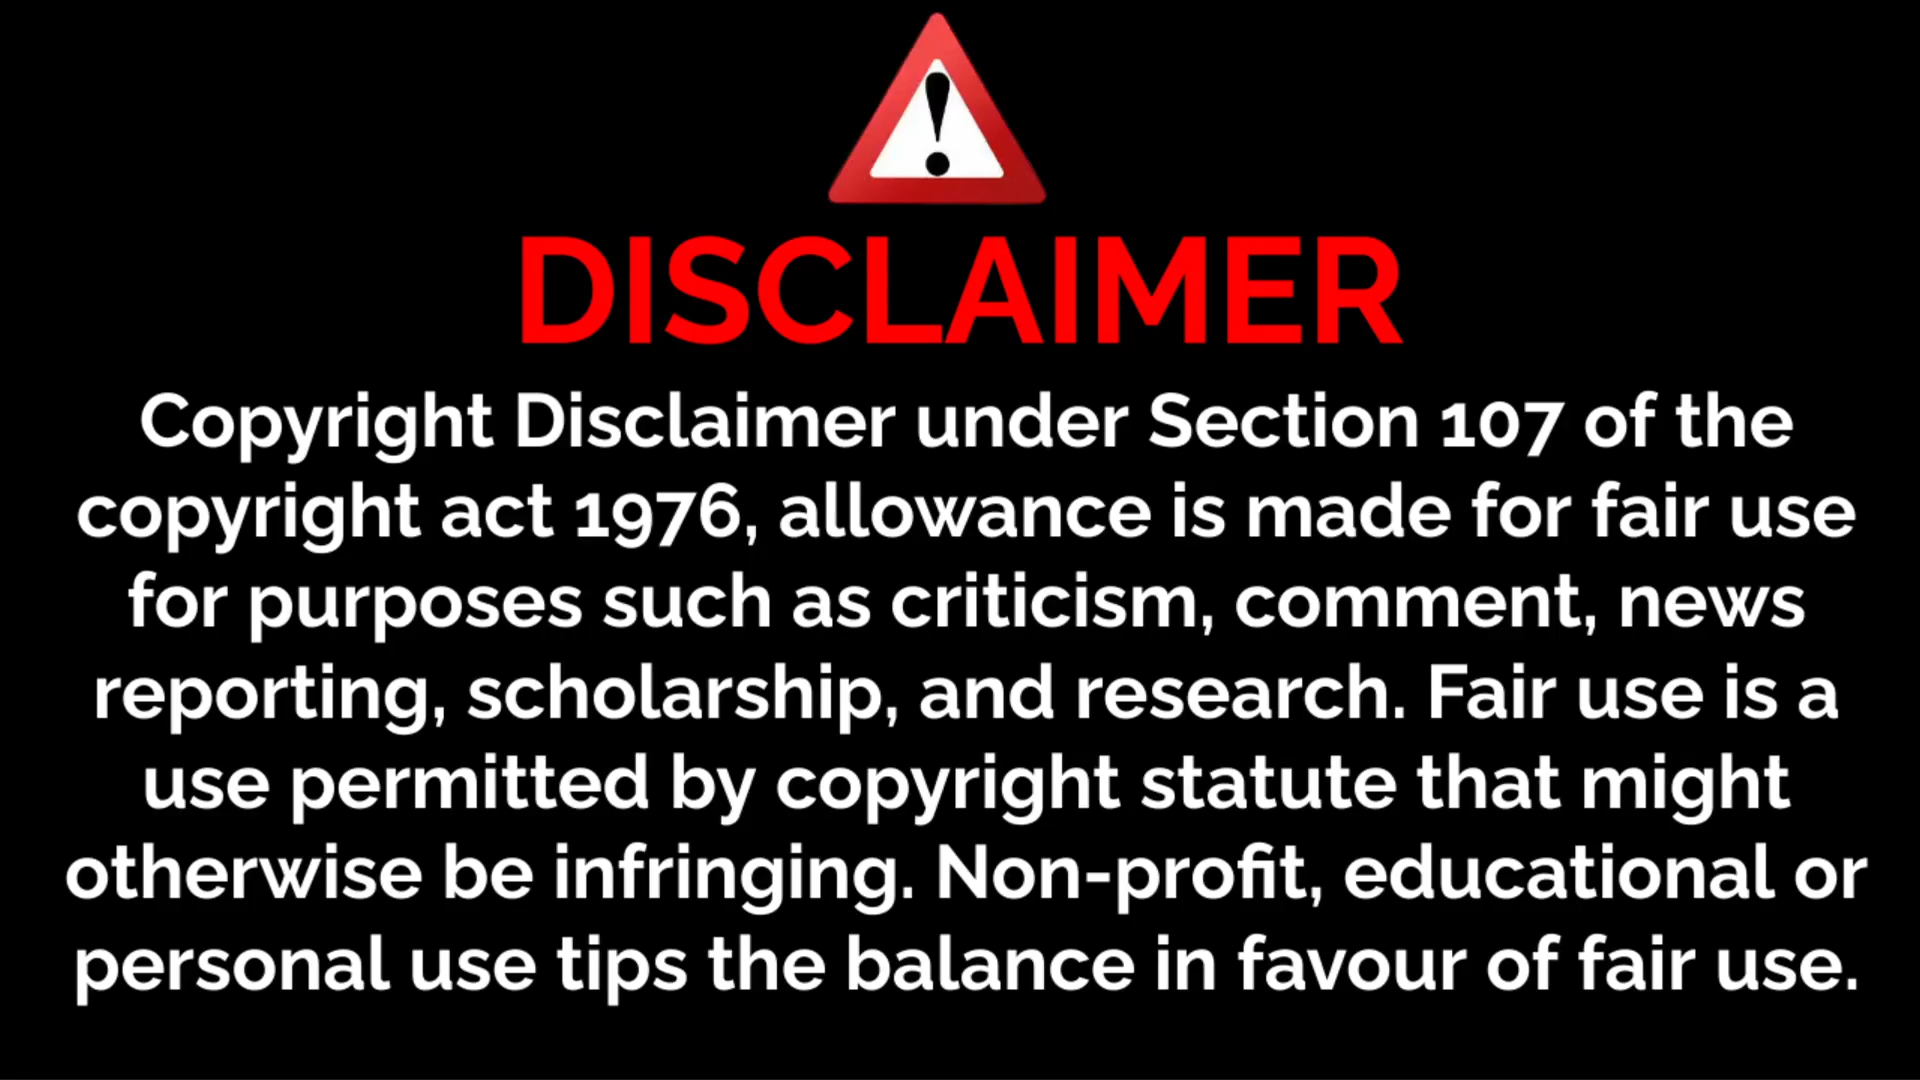 DISCLAIMER
Copyright Disclaimer under Section 107 of the
copyright act 1976, allowance is made for fair use
for purposes such as criticism, comment, news
reporting, scholarship, and research. Fair use is a
use permitted by copyright statute that might
otherwise be infringing. Non-profit, educational or
personal use tips the balance in favour of fair use.